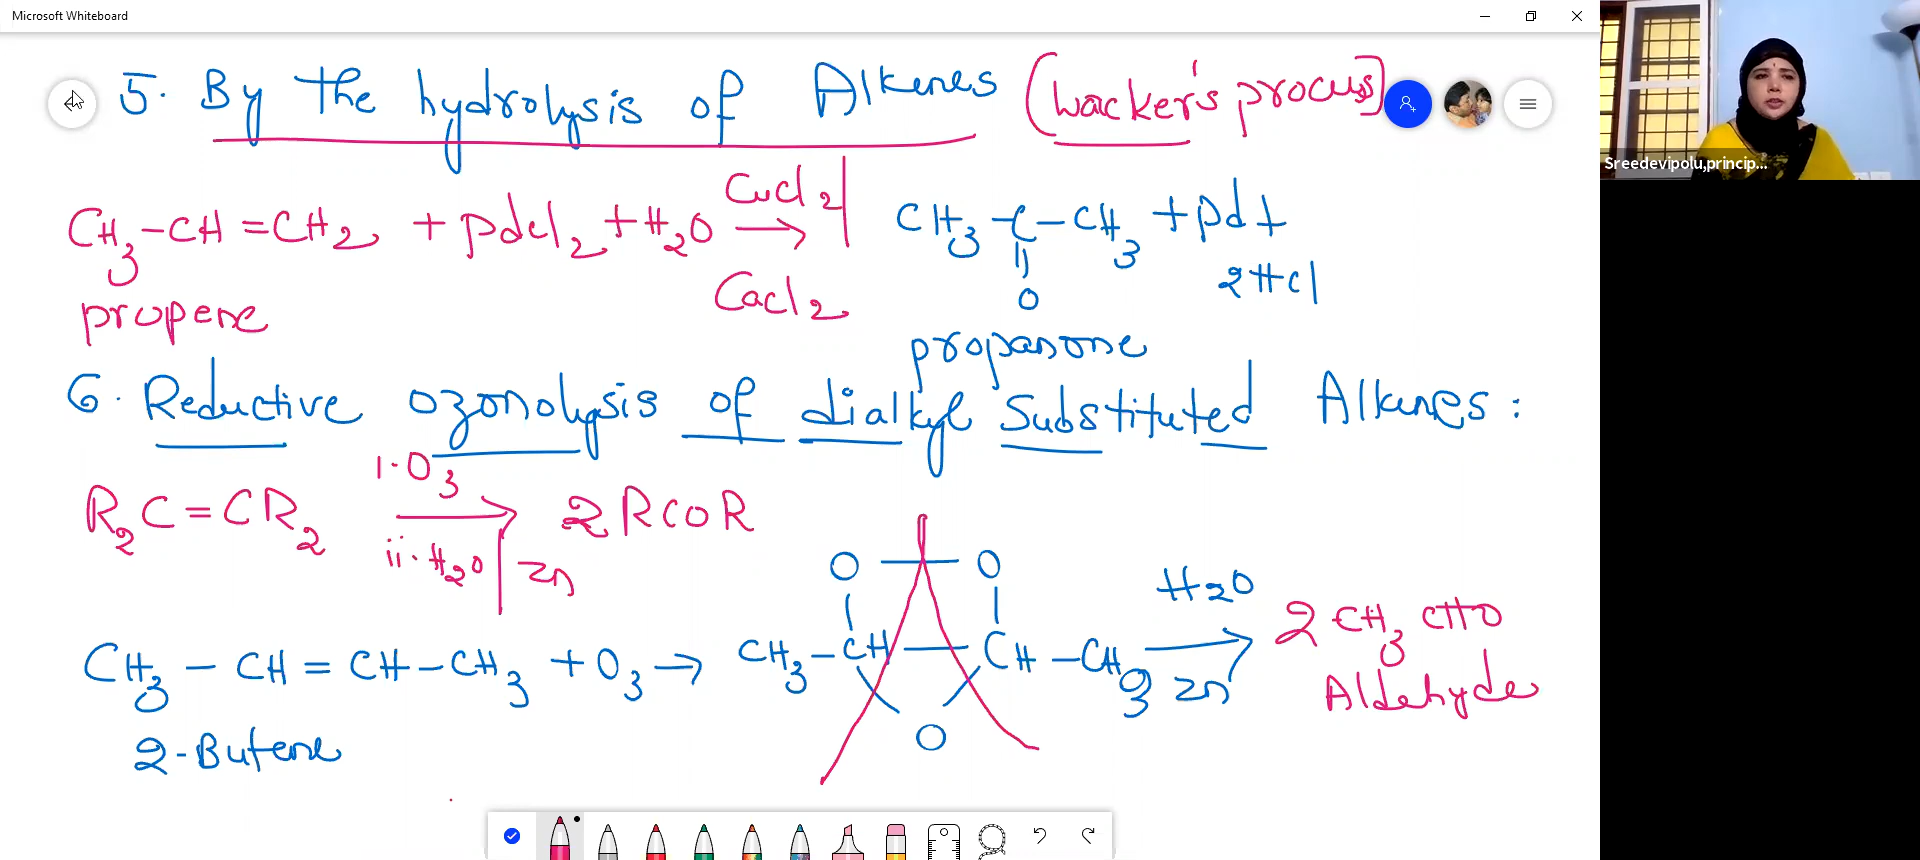 Microsoft Whiteboard
5. By the hydrolysis of Alkenes (Wacker's process)
CH3-CH=CH2 + pdcl2 + H2O → CH3-C-CH3 + pd +
CuCl2
CaCl2
||
O
2HCl
propene
propanone
6. Reductive ozonolysis of dialkyl Substituted Alkenes:
R2C=CR2 → 2RCOR
1. O3
ii. H2O | Zn
O — O
CH3 - CH = CH - CH3 + O3 → CH3 - CH — CH - CH3 → 2 CH3 CHO
H2O
Zn
O
2-Butene
Aldehyde
Sreedevipolu,princip...